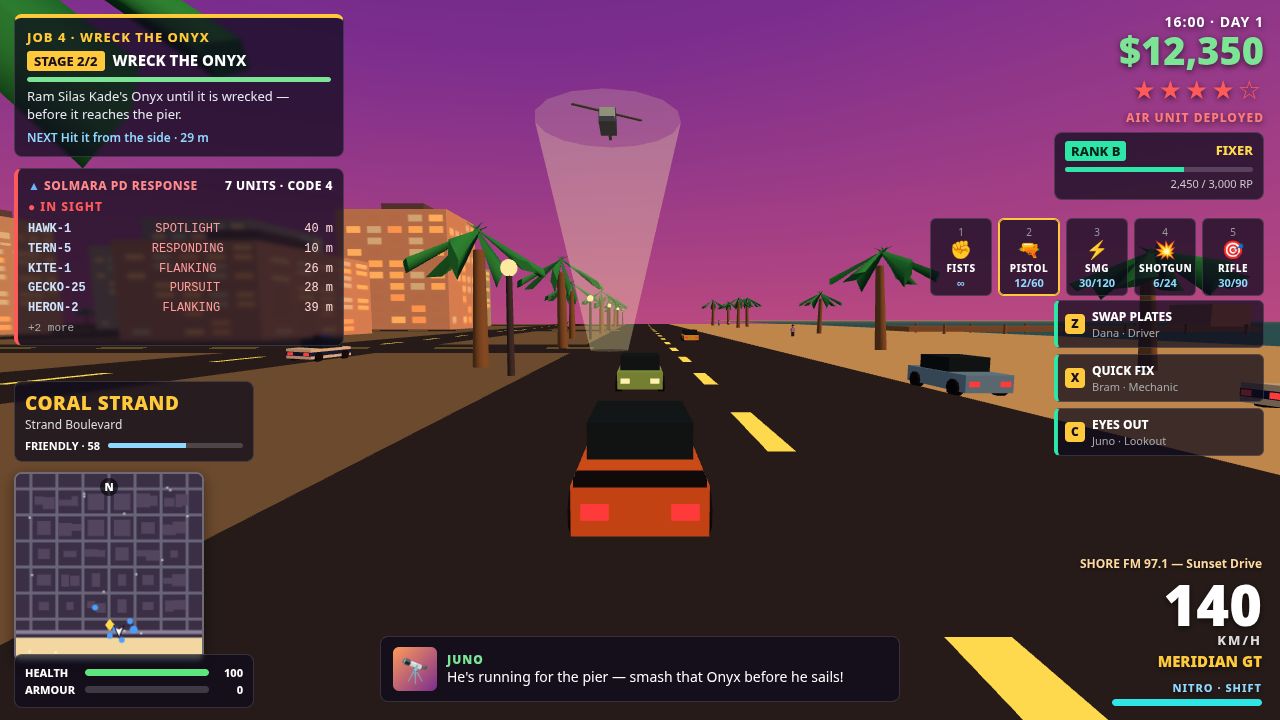 JOB 4 · WRECK THE ONYX
STAGE 2/2 WRECK THE ONYX
Ram Silas Kade's Onyx until it is wrecked —
before it reaches the pier.
NEXT Hit it from the side · 29 m
▲ SOLMARA PD RESPONSE 7 UNITS · CODE 4
● IN SIGHT
HAWK-1 SPOTLIGHT 40 m
TERN-5 RESPONDING 10 m
KITE-1 FLANKING 26 m
GECKO-25 PURSUIT 28 m
HERON-2 FLANKING 39 m
+2 more
CORAL STRAND
Strand Boulevard
FRIENDLY · 58
N
HEALTH 100
ARMOUR 0
16:00 · DAY 1
$12,350
★★★★☆
AIR UNIT DEPLOYED
RANK B FIXER
2,450 / 3,000 RP
1 2 3 4 5
FISTS PISTOL SMG SHOTGUN RIFLE
∞ 12/60 30/120 6/24 30/90
Z SWAP PLATES
Dana · Driver
X QUICK FIX
Bram · Mechanic
C EYES OUT
Juno · Lookout
SHORE FM 97.1 — Sunset Drive
140
KM/H
MERIDIAN GT
NITRO · SHIFT
JUNO
He's running for the pier — smash that Onyx before he sails!